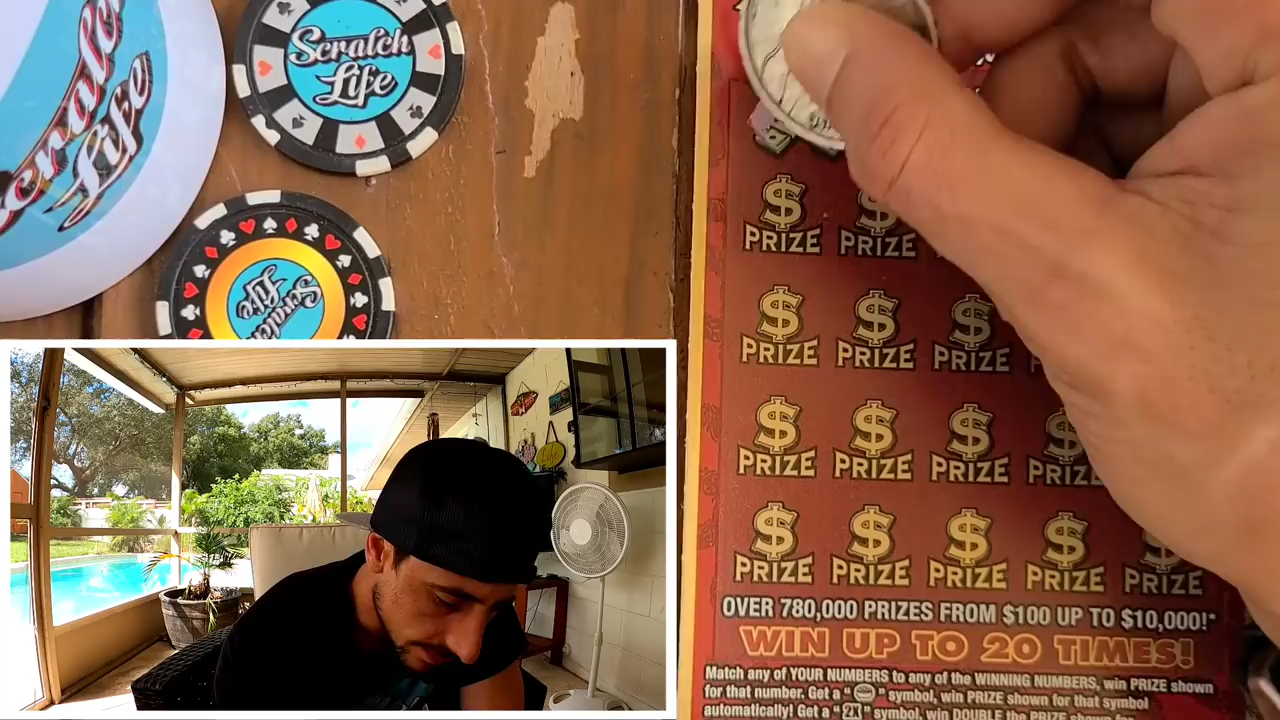 Scratch
Life
Scratch
Life
Scratch
Life
$ $
PRIZE PRIZE
$ $ $
PRIZE PRIZE PRIZE
$ $ $ $
PRIZE PRIZE PRIZE PRIZE
$ $ $ $ $
PRIZE PRIZE PRIZE PRIZE PRIZE
OVER 780,000 PRIZES FROM $100 UP TO $10,000!*
WIN UP TO 20 TIMES!
Match any of YOUR NUMBERS to any of the WINNING NUMBERS, win PRIZE shown
for that number. Get a " " symbol, win PRIZE shown for that symbol
automatically! Get a "2X" symbol, win DOUBLE the PRIZE shown
Life